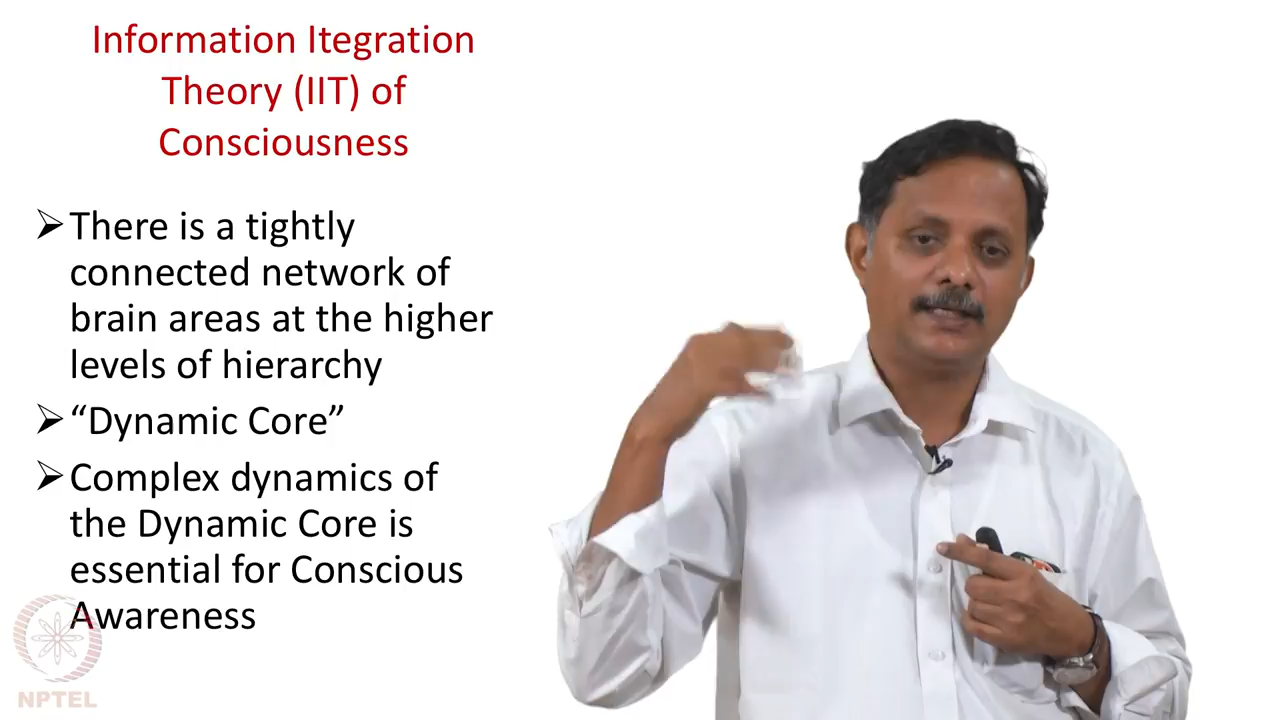 Information Itegration
Theory (IIT) of
Consciousness
➢There is a tightly
connected network of
brain areas at the higher
levels of hierarchy
➢“Dynamic Core”
➢Complex dynamics of
the Dynamic Core is
essential for Conscious
Awareness
NPTEL